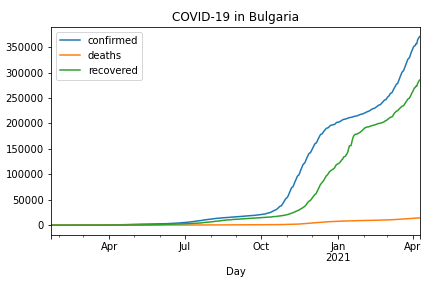 COVID-19 in Bulgaria
confirmed
deaths
recovered
350000
300000
250000
200000
150000
100000
50000
0
Apr Jul Oct Jan Apr
2021
Day